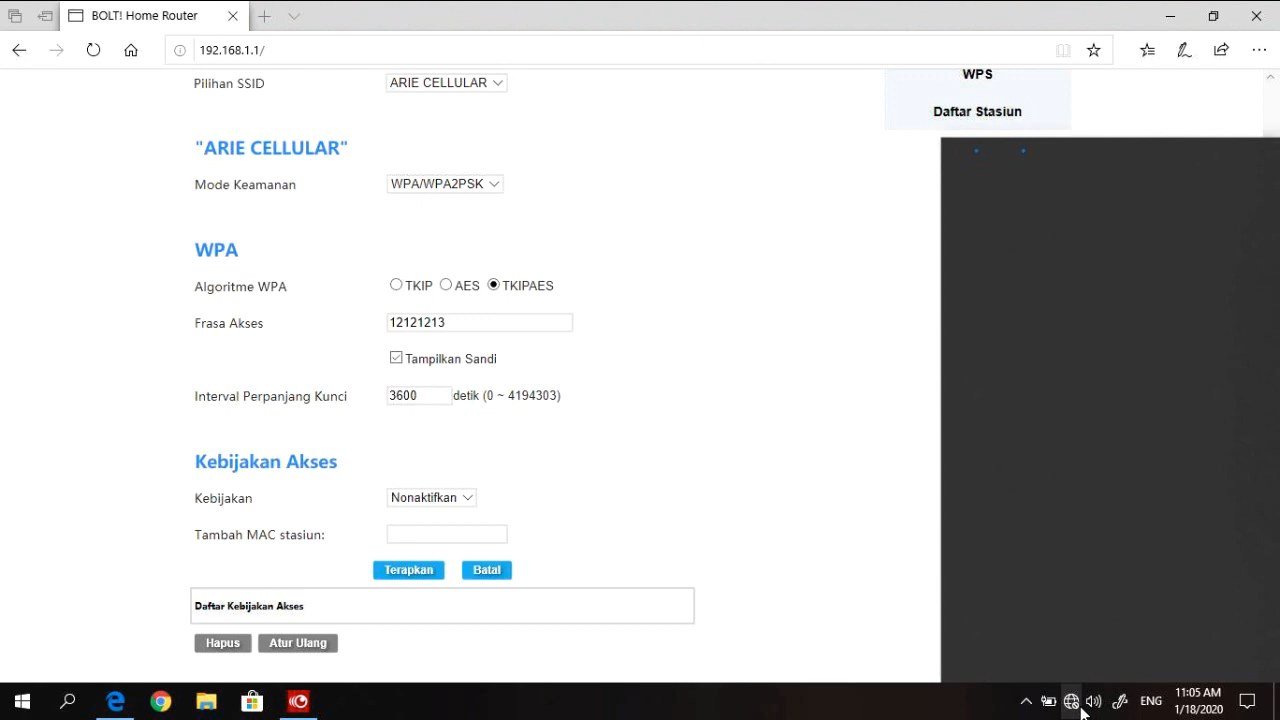 BOLT! Home Router
192.168.1.1/
Pilihan SSID ARIE CELLULAR
WPS
Daftar Stasiun
"ARIE CELLULAR"
Mode Keamanan WPA/WPA2PSK
WPA
Algoritme WPA TKIP AES TKIPAES
Frasa Akses 12121213
Tampilkan Sandi
Interval Perpanjang Kunci 3600 detik (0 ~ 4194303)
Kebijakan Akses
Kebijakan Nonaktifkan
Tambah MAC stasiun:
Terapkan Batal
Daftar Kebijakan Akses
Hapus Atur Ulang
ENG
11:05 AM
1/18/2020